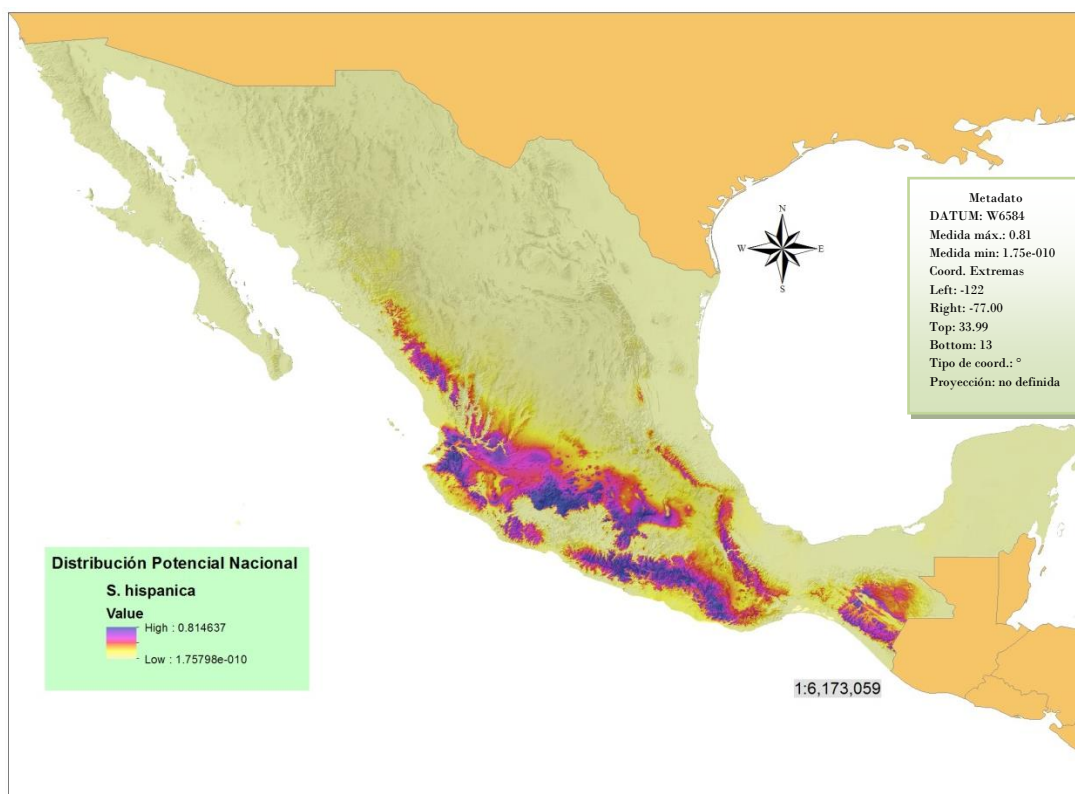 N
W
E
S
Metadato
DATUM: W6584
Medida máx.: 0.81
Medida min: 1.75e-010
Coord. Extremas
Left: -122
Right: -77.00
Top: 33.99
Bottom: 13
Tipo de coord.: °
Proyección: no definida
Distribución Potencial Nacional
S. hispanica
Value
High : 0.814637
Low : 1.75798e-010
1:6,173,059